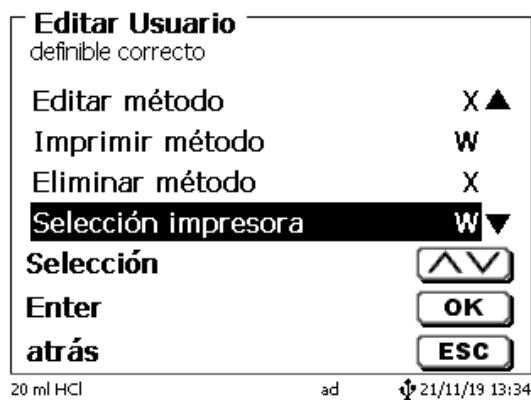 Editar Usuario
definible correcto
Editar método X
Imprimir método W
Eliminar método X
Selección impresora W
Selección
Enter OK
atrás ESC
20 ml HCl ad 21/11/19 13:34